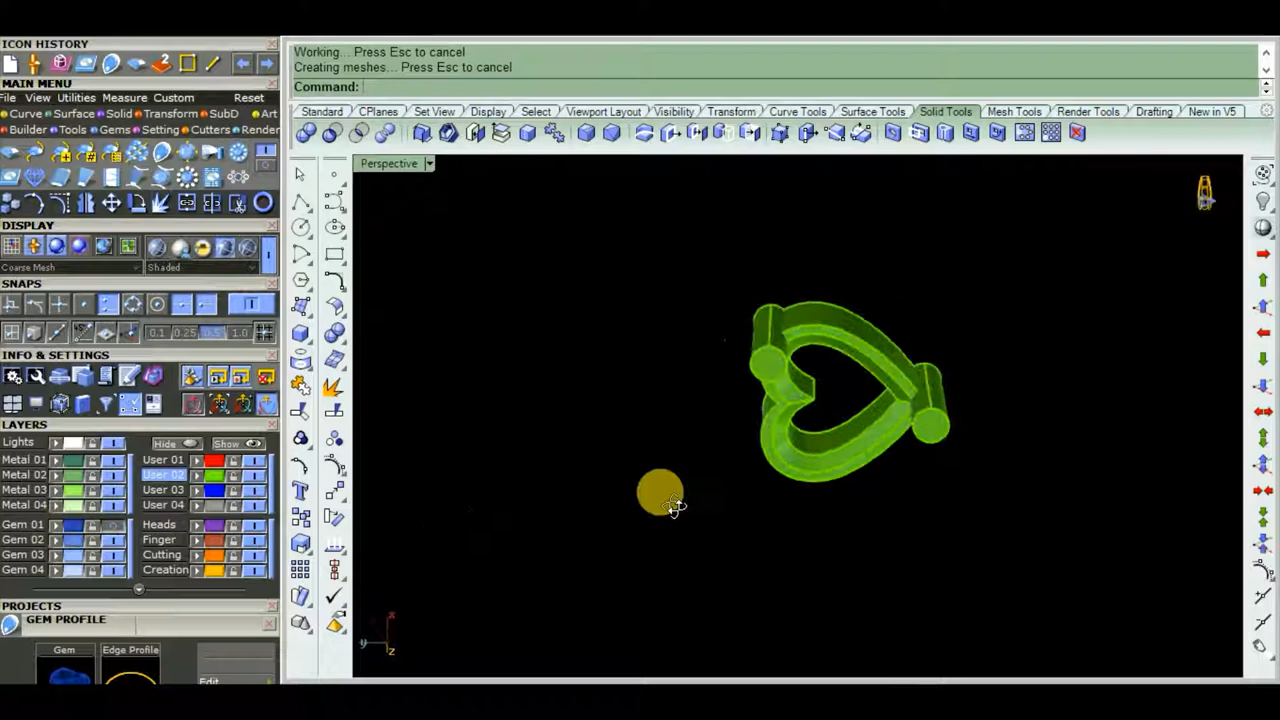 ICON HISTORY
Working... Press Esc to cancel
Creating meshes... Press Esc to cancel
Command:
MAIN MENU
File View Utilities Measure Custom Reset
Curve Surface Solid Transform SubD Art
Builder Tools Gems Setting Cutters Render
Standard CPlanes Set View Display Select Viewport Layout Visibility Transform Curve Tools Surface Tools Solid Tools Mesh Tools Render Tools Drafting New in V5
Perspective
DISPLAY
Coarse Mesh Shaded
SNAPS
0.1 0.25 0.5 1.0
INFO & SETTINGS
LAYERS
Lights Hide Show
Metal 01 User 01
Metal 02 User 02
Metal 03 User 03
Metal 04 User 04
Gem 01 Heads
Gem 02 Finger
Gem 03 Cutting
Gem 04 Creation
PROJECTS
GEM PROFILE
Gem Edge Profile
Edit
x
y
z